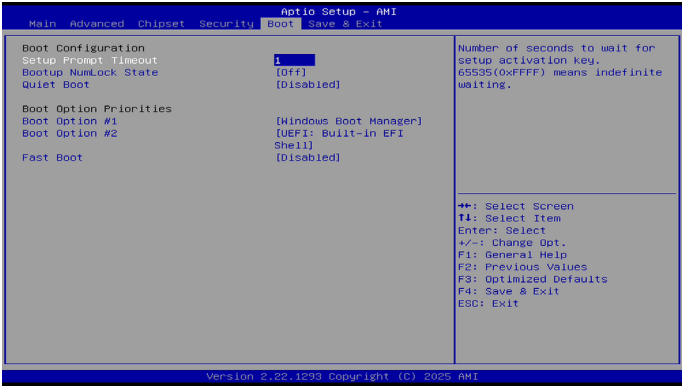 Aptio Setup – AMI
Main Advanced Chipset Security Boot Save & Exit
Boot Configuration
Setup Prompt Timeout 1
Bootup NumLock State [Off]
Quiet Boot [Disabled]
Boot Option Priorities
Boot Option #1 [Windows Boot Manager]
Boot Option #2 [UEFI: Built-in EFI
Shell]
Fast Boot [Disabled]
Number of seconds to wait for
setup activation key.
65535(0xFFFF) means indefinite
waiting.
→←: Select Screen
↑↓: Select Item
Enter: Select
+/-: Change Opt.
F1: General Help
F2: Previous Values
F3: Optimized Defaults
F4: Save & Exit
ESC: Exit
Version 2.22.1293 Copyright (C) 2025 AMI